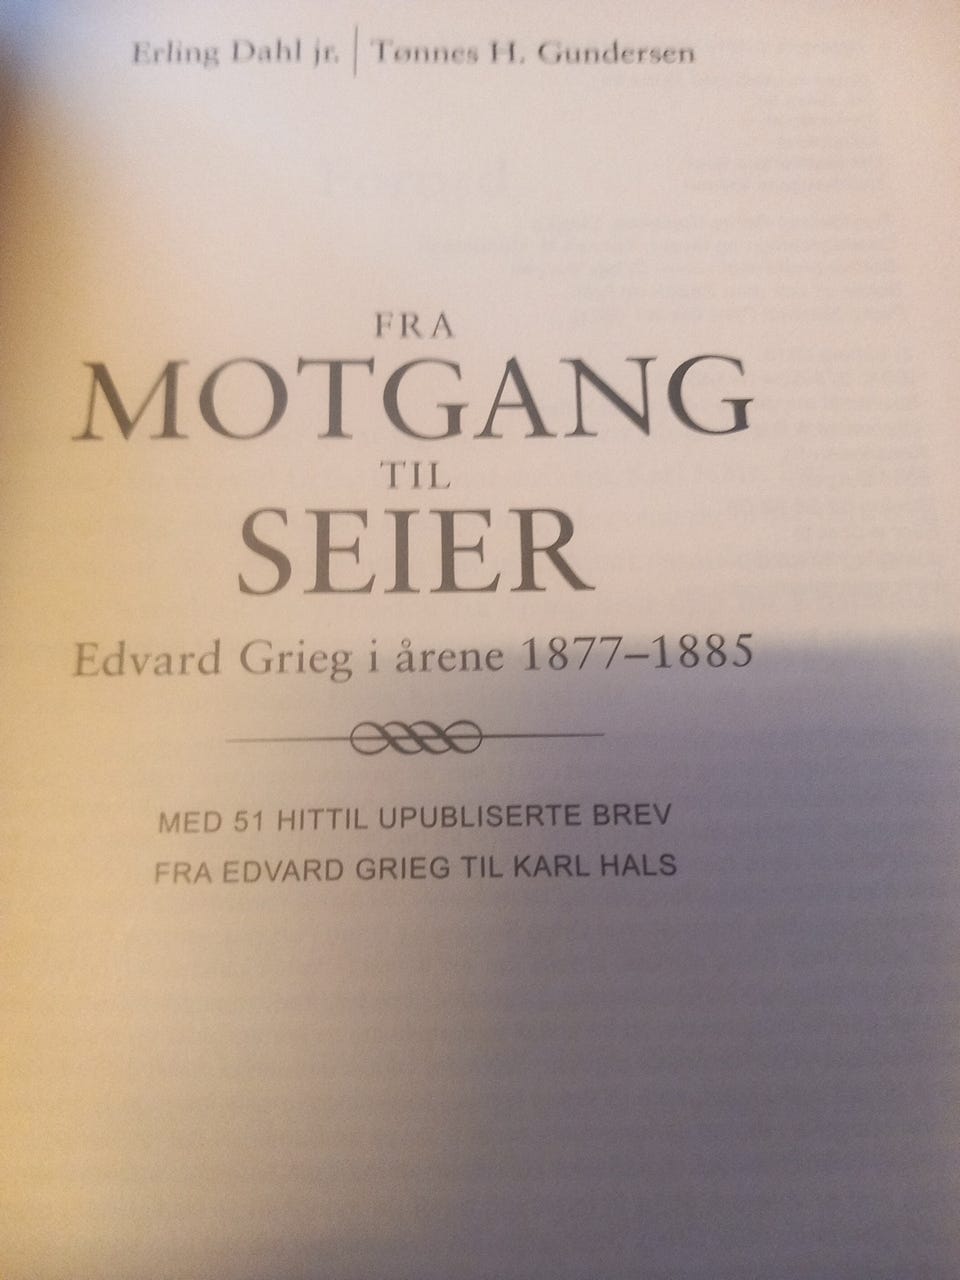 Erling Dahl jr. | Tønnes H. Gundersen
FRA
MOTGANG
TIL
SEIER
Edvard Grieg i årene 1877–1885
MED 51 HITTIL UPUBLISERTE BREV
FRA EDVARD GRIEG TIL KARL HALS